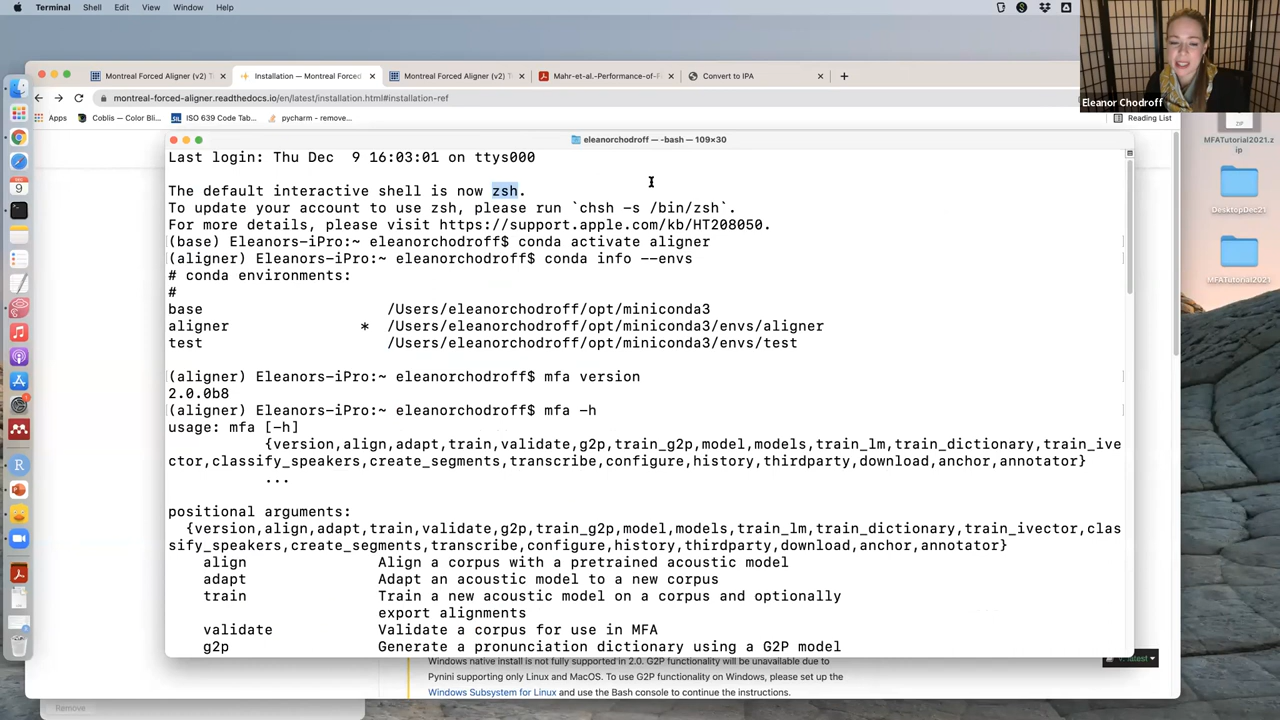 Terminal Shell Edit View Window Help
Eleanor Chodroff
Montreal Forced Aligner (v2) T
Installation — Montreal Forced
Montreal Forced Aligner (v2) T
Mahr-et-al.-Performance-of-F
Convert to IPA
montreal-forced-aligner.readthedocs.io/en/latest/installation.html#installation-ref
Apps
Coblis — Color Bli...
ISO 639 Code Tab...
pycharm - remove...
Reading List
ZIP
MFATutorial2021.z
ip
DesktopDec21
MFATutorial2021
eleanorchodroff — -bash — 109×30
Last login: Thu Dec  9 16:03:01 on ttys000
The default interactive shell is now zsh.
To update your account to use zsh, please run `chsh -s /bin/zsh`.
For more details, please visit https://support.apple.com/kb/HT208050.
(base) Eleanors-iPro:~ eleanorchodroff$ conda activate aligner
(aligner) Eleanors-iPro:~ eleanorchodroff$ conda info --envs
# conda environments:
#
base                     /Users/eleanorchodroff/opt/miniconda3
aligner               *  /Users/eleanorchodroff/opt/miniconda3/envs/aligner
test                     /Users/eleanorchodroff/opt/miniconda3/envs/test
(aligner) Eleanors-iPro:~ eleanorchodroff$ mfa version
2.0.0b8
(aligner) Eleanors-iPro:~ eleanorchodroff$ mfa -h
usage: mfa [-h]
{version,align,adapt,train,validate,g2p,train_g2p,model,models,train_lm,train_dictionary,train_ive
ctor,classify_speakers,create_segments,transcribe,configure,history,thirdparty,download,anchor,annotator}
...
positional arguments:
{version,align,adapt,train,validate,g2p,train_g2p,model,models,train_lm,train_dictionary,train_ivector,clas
sify_speakers,create_segments,transcribe,configure,history,thirdparty,download,anchor,annotator}
align               Align a corpus with a pretrained acoustic model
adapt               Adapt an acoustic model to a new corpus
train               Train a new acoustic model on a corpus and optionally
export alignments
validate            Validate a corpus for use in MFA
g2p                 Generate a pronunciation dictionary using a G2P model
Windows native install is not fully supported in 2.0. G2P functionality will be unavailable due to
Pynini supporting only Linux and MacOS. To use G2P functionality on Windows, please set up the
Windows Subsystem for Linux and use the Bash console to continue the instructions.
latest
Remove